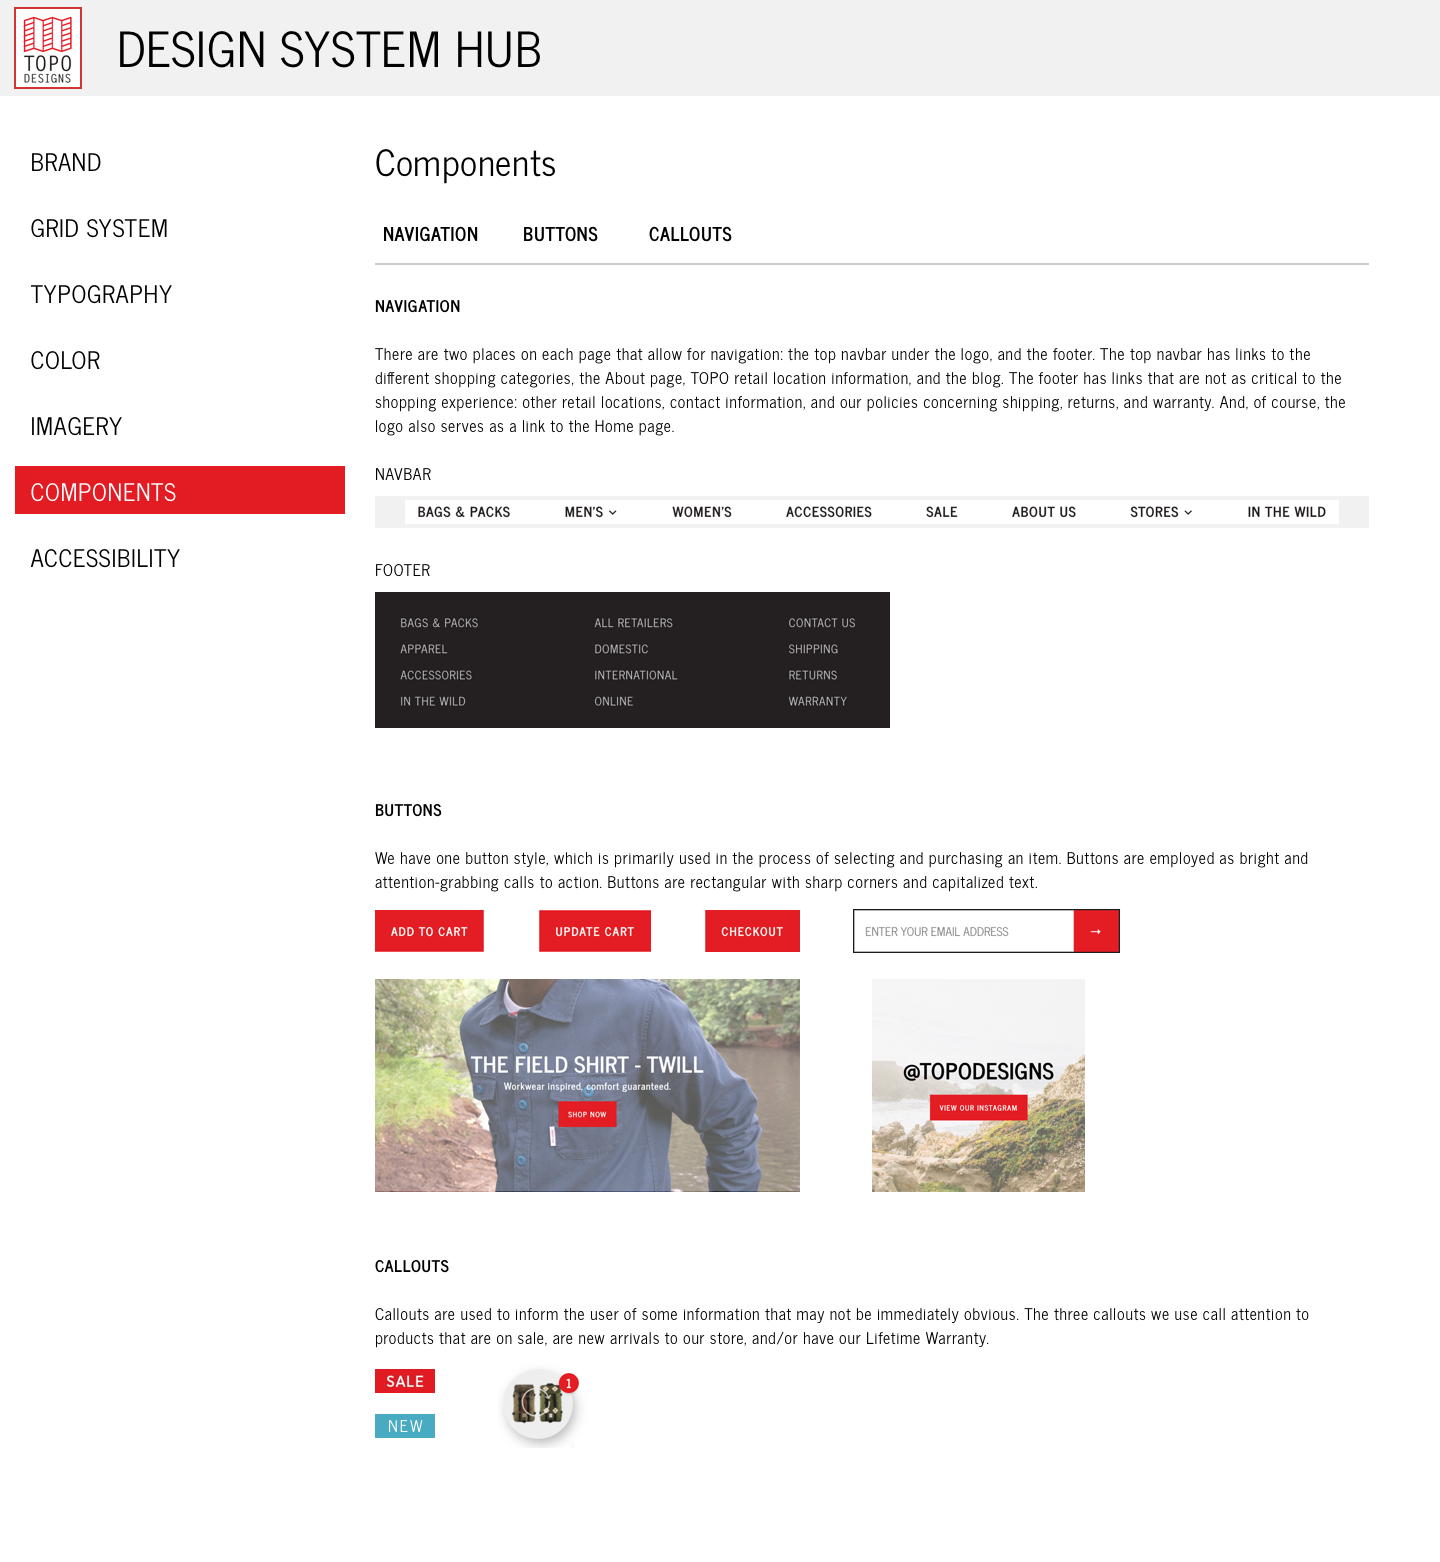 TOPO
DESIGNS
DESIGN SYSTEM HUB
BRAND
GRID SYSTEM
TYPOGRAPHY
COLOR
IMAGERY
COMPONENTS
ACCESSIBILITY
Components
NAVIGATION BUTTONS CALLOUTS
NAVIGATION
There are two places on each page that allow for navigation: the top navbar under the logo, and the footer. The top navbar has links to the
different shopping categories, the About page, TOPO retail location information, and the blog. The footer has links that are not as critical to the
shopping experience: other retail locations, contact information, and our policies concerning shipping, returns, and warranty. And, of course, the
logo also serves as a link to the Home page.
NAVBAR
BAGS & PACKS MEN'S WOMEN'S ACCESSORIES SALE ABOUT US STORES IN THE WILD
FOOTER
BAGS & PACKS ALL RETAILERS CONTACT US
APPAREL DOMESTIC SHIPPING
ACCESSORIES INTERNATIONAL RETURNS
IN THE WILD ONLINE WARRANTY
BUTTONS
We have one button style, which is primarily used in the process of selecting and purchasing an item. Buttons are employed as bright and
attention-grabbing calls to action. Buttons are rectangular with sharp corners and capitalized text.
ADD TO CART UPDATE CART CHECKOUT ENTER YOUR EMAIL ADDRESS →
THE FIELD SHIRT - TWILL
Workwear inspired, comfort guaranteed.
SHOP NOW
@TOPODESIGNS
VIEW OUR INSTAGRAM
CALLOUTS
Callouts are used to inform the user of some information that may not be immediately obvious. The three callouts we use call attention to
products that are on sale, are new arrivals to our store, and/or have our Lifetime Warranty.
SALE
1
NEW